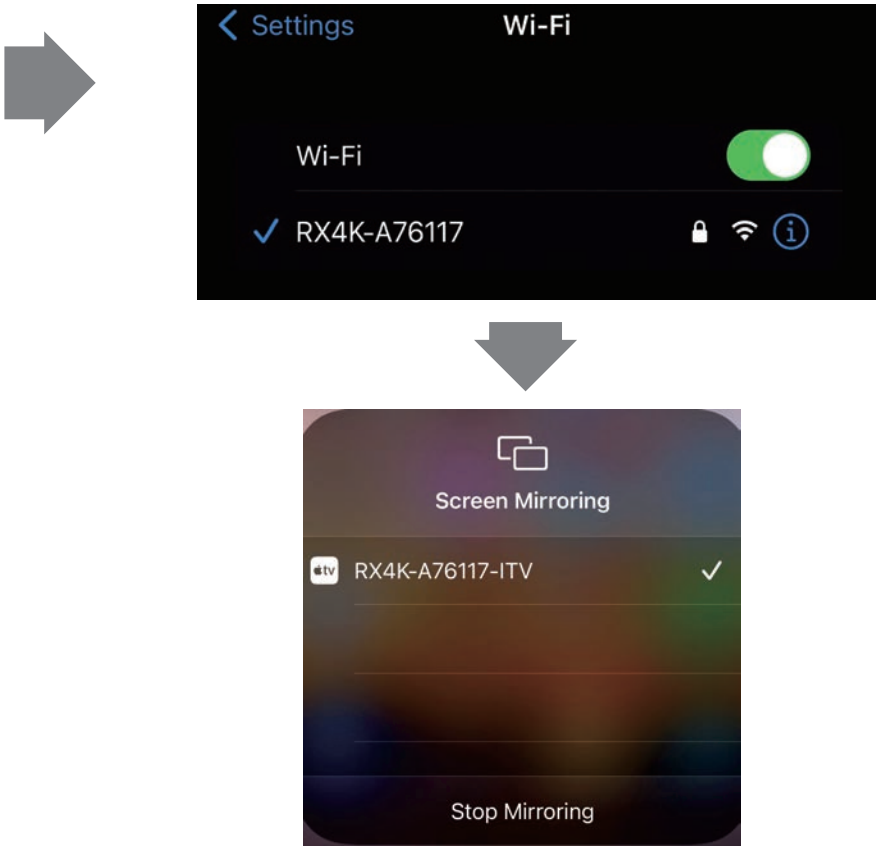 Settings
Wi-Fi
Wi-Fi
RX4K-A76117
Screen Mirroring
tv RX4K-A76117-ITV
Stop Mirroring